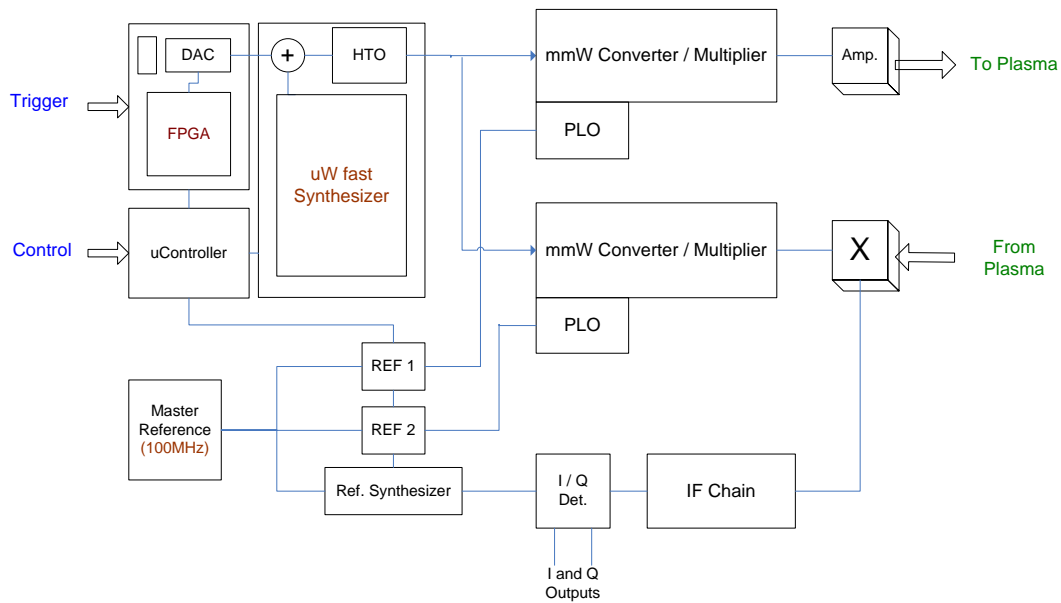 Trigger
DAC
+
HTO
FPGA
uW fast
Synthesizer
mmW Converter / Multiplier
PLO
Amp.
To Plasma
Control
uController
mmW Converter / Multiplier
PLO
X
From
Plasma
REF 1
Master
Reference
(100MHz)
REF 2
Ref. Synthesizer
I / Q
Det.
IF Chain
I and Q
Outputs